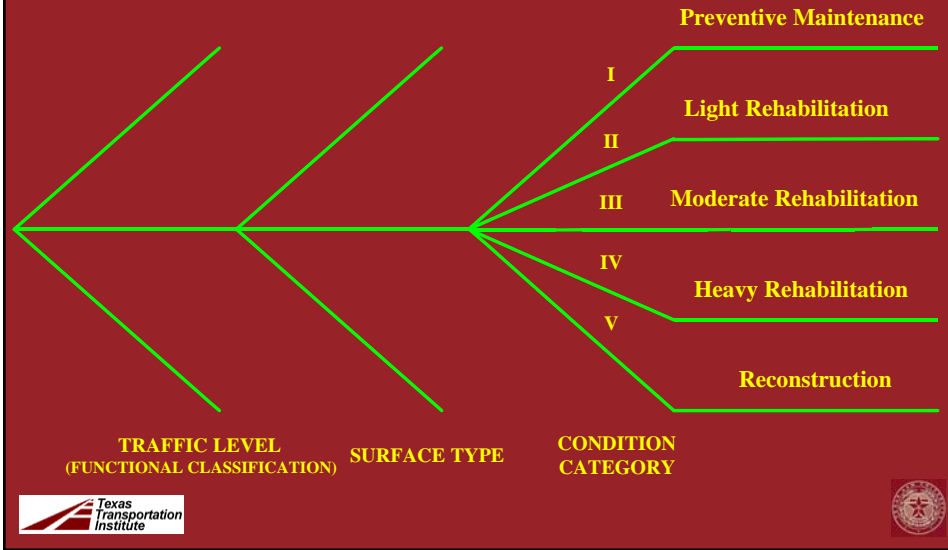 Preventive Maintenance
I
Light Rehabilitation
II
III
Moderate Rehabilitation
IV
Heavy Rehabilitation
V
Reconstruction
TRAFFIC LEVEL
(FUNCTIONAL CLASSIFICATION)
SURFACE TYPE
CONDITION
CATEGORY
Texas
Transportation
Institute